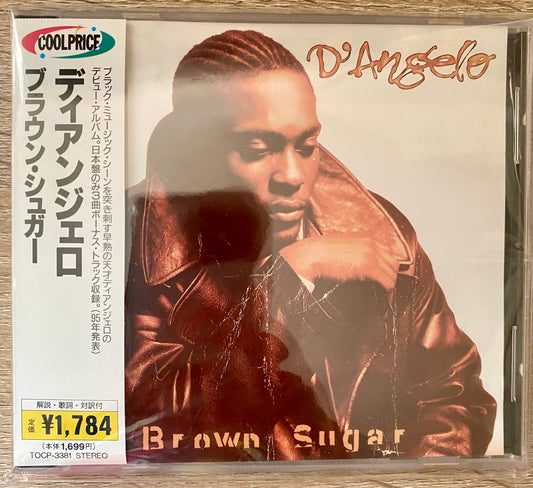 COOLPRICE
ディアンジェロ
ブラウン・シュガー
ブラック・ミュージック・シーンを突き刺す早熟の天才ディアンジェロの
デビュー・アルバム。日本盤のみ3曲ボーナス・トラック収録。(95年発表)
解説・歌詞・対訳付
定価 ¥1,784
(本体1,699円)
TOCP-3381 STEREO
D'Angelo
Brown Sugar